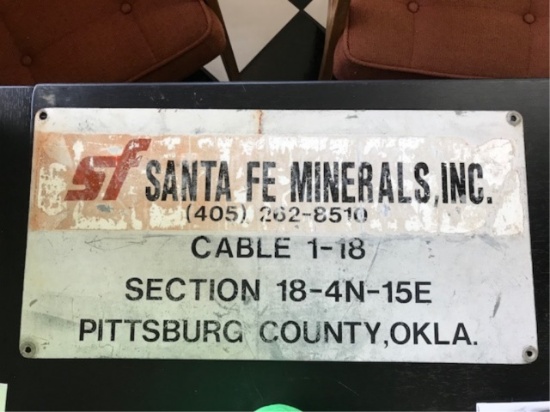 sf SANTA FE MINERALS, INC.
(405) 262-8510
CABLE 1-18
SECTION 18-4N-15E
PITTSBURG COUNTY, OKLA.